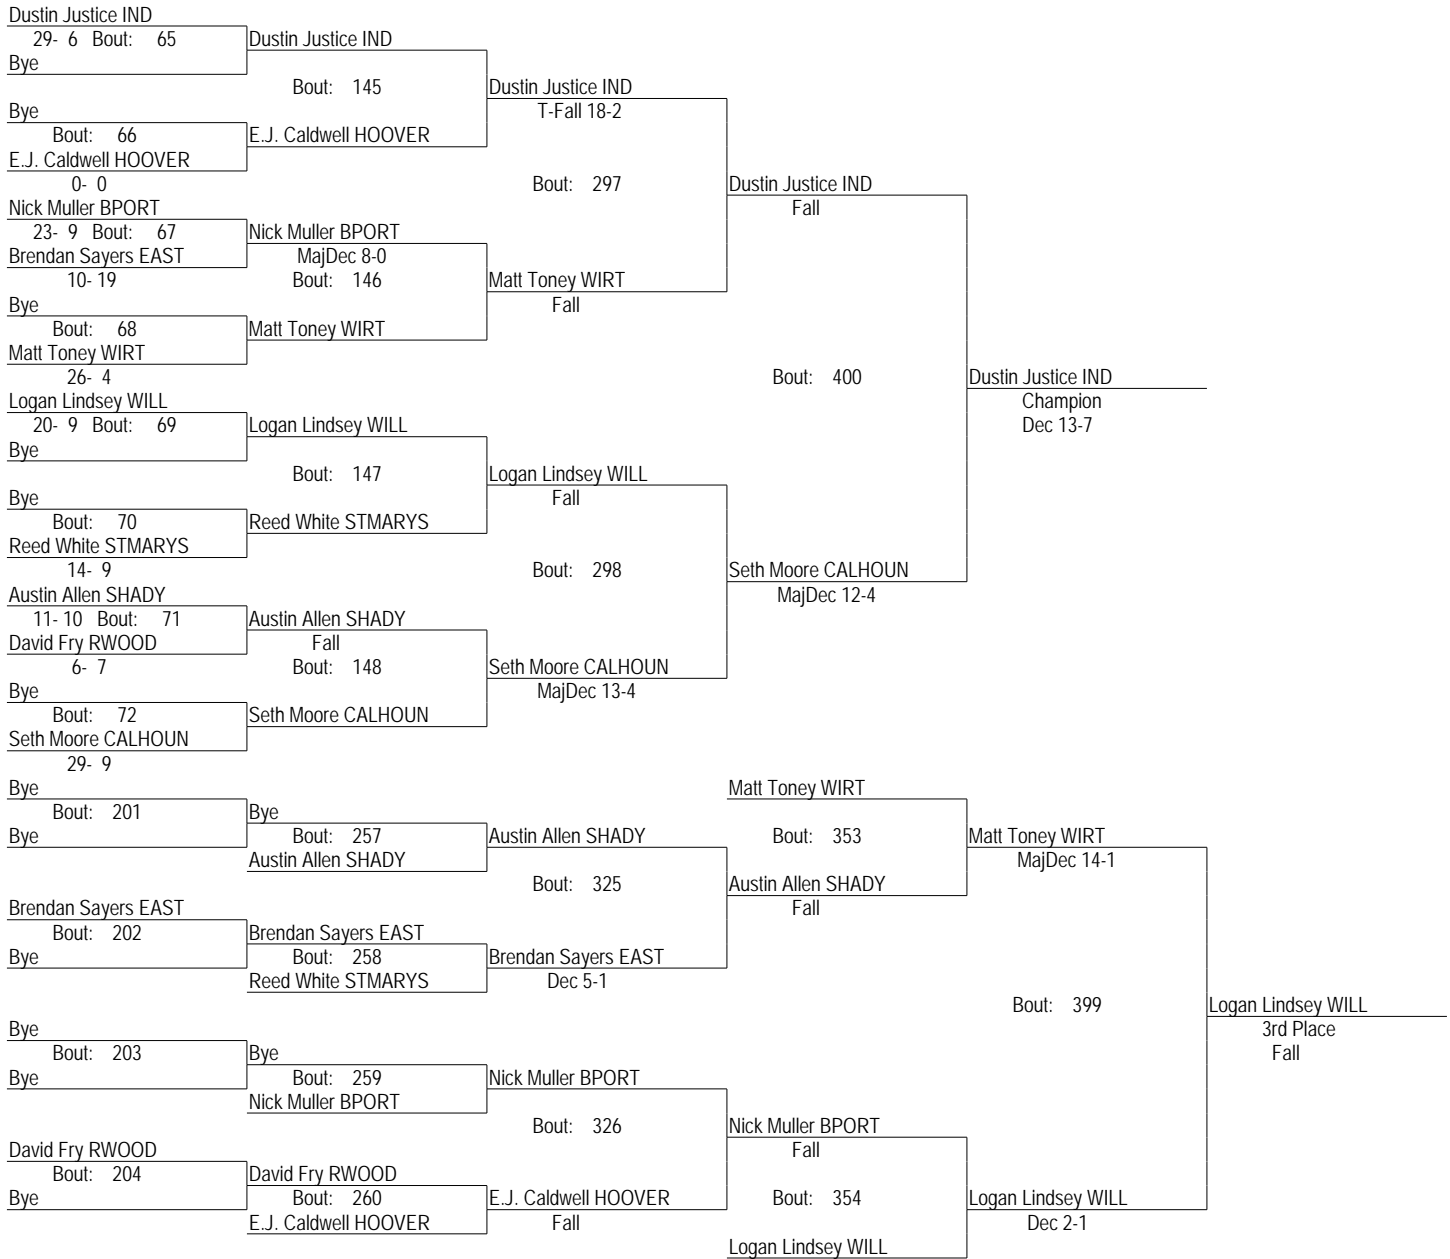 Dustin Justice IND
29- 6 Bout: 65
Bye
Dustin Justice IND
Bout: 145
Bye
Bout: 66
E.J. Caldwell HOOVER
0- 0
E.J. Caldwell HOOVER
Dustin Justice IND
T-Fall 18-2
Bout: 297
Nick Muller BPORT
23- 9 Bout: 67
Brendan Sayers EAST
10- 19
Nick Muller BPORT
MajDec 8-0
Bout: 146
Bye
Bout: 68
Matt Toney WIRT
26- 4
Matt Toney WIRT
Matt Toney WIRT
Fall
Dustin Justice IND
Fall
Bout: 400
Dustin Justice IND
Champion
Dec 13-7
Logan Lindsey WILL
20- 9 Bout: 69
Bye
Logan Lindsey WILL
Bout: 147
Bye
Bout: 70
Reed White STMARYS
14- 9
Reed White STMARYS
Logan Lindsey WILL
Fall
Bout: 298
Austin Allen SHADY
11- 10 Bout: 71
David Fry RWOOD
6- 7
Austin Allen SHADY
Fall
Bout: 148
Bye
Bout: 72
Seth Moore CALHOUN
29- 9
Seth Moore CALHOUN
Seth Moore CALHOUN
MajDec 13-4
Seth Moore CALHOUN
MajDec 12-4
Bye
Bout: 201
Bye
Bye
Bout: 257
Austin Allen SHADY
Austin Allen SHADY
Bout: 325
Brendan Sayers EAST
Bout: 202
Bye
Brendan Sayers EAST
Bout: 258
Reed White STMARYS
Brendan Sayers EAST
Dec 5-1
Matt Toney WIRT
Bout: 353
Austin Allen SHADY
Fall
Matt Toney WIRT
MajDec 14-1
Bout: 399
Logan Lindsey WILL
3rd Place
Fall
Bye
Bout: 203
Bye
Bye
Bout: 259
Nick Muller BPORT
Nick Muller BPORT
Bout: 326
David Fry RWOOD
Bout: 204
Bye
David Fry RWOOD
Bout: 260
E.J. Caldwell HOOVER
E.J. Caldwell HOOVER
Fall
Nick Muller BPORT
Fall
Bout: 354
Logan Lindsey WILL
Logan Lindsey WILL
Dec 2-1